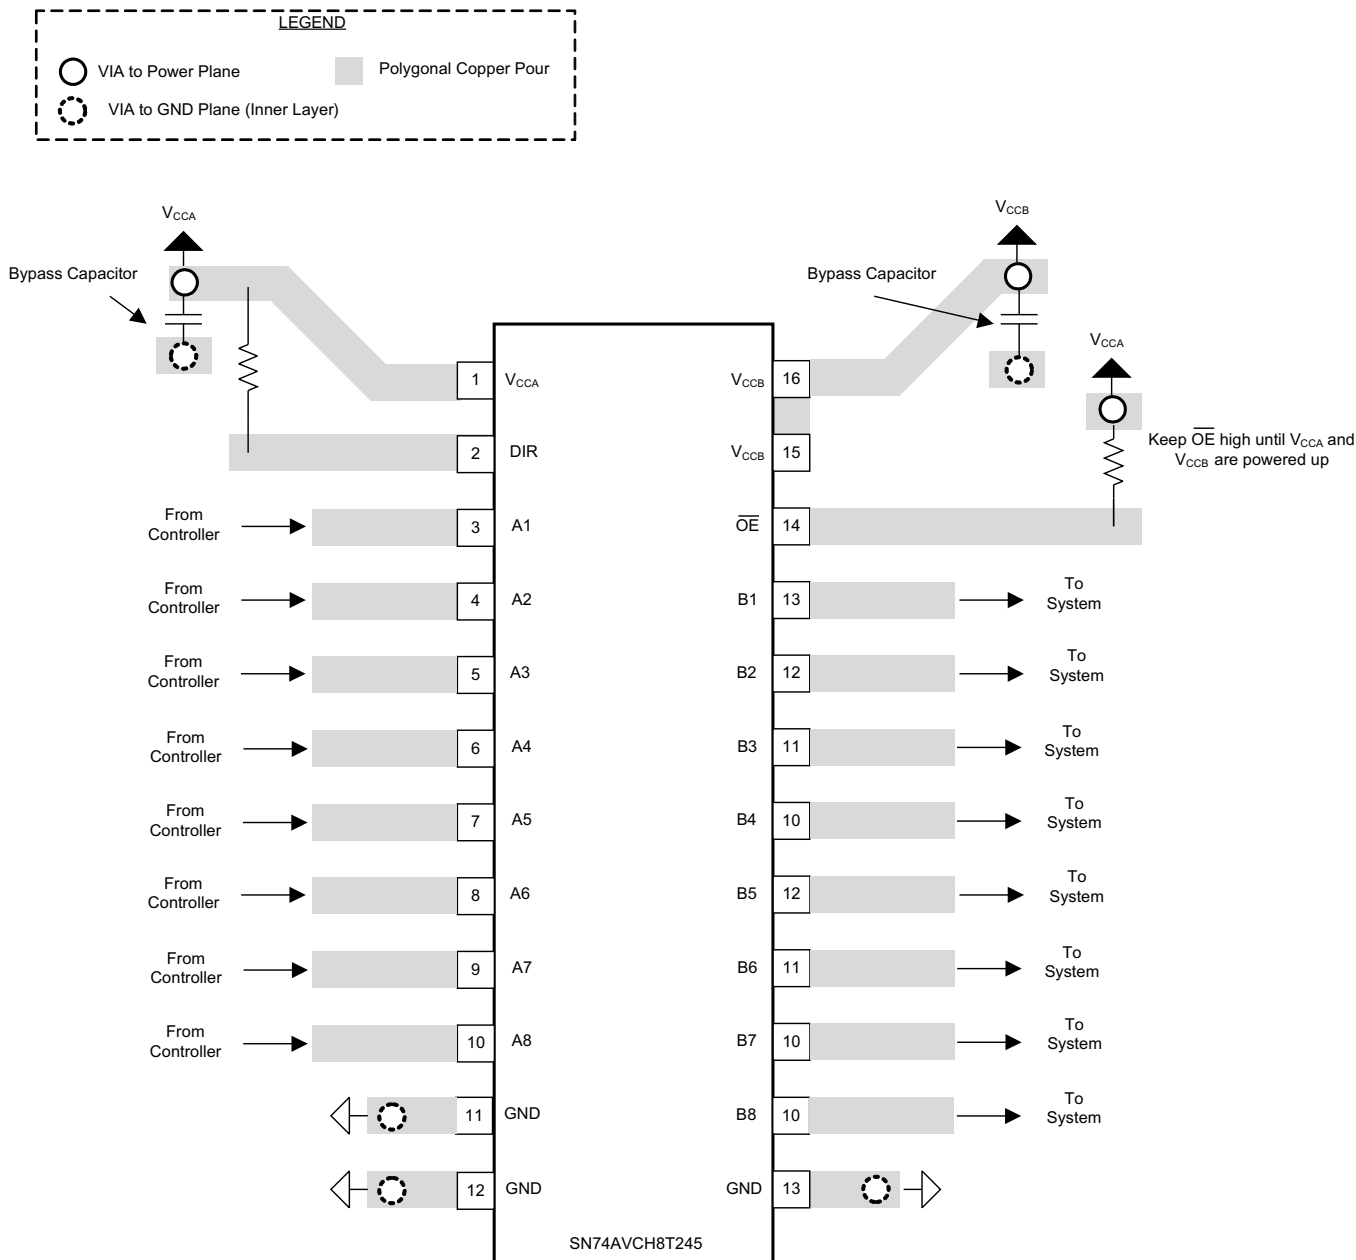 LEGEND
VIA to Power Plane
Polygonal Copper Pour
VIA to GND Plane (Inner Layer)
VCCA
Bypass Capacitor
VCCB
Bypass Capacitor
VCCA
Keep O̅E̅ high until VCCA and
VCCB are powered up
1 VCCA
VCCB 16
2 DIR
VCCB 15
From
Controller
3 A1
O̅E̅ 14
From
Controller
4 A2
B1 13
To
System
From
Controller
5 A3
B2 12
To
System
From
Controller
6 A4
B3 11
To
System
From
Controller
7 A5
B4 10
To
System
From
Controller
8 A6
B5 12
To
System
From
Controller
9 A7
B6 11
To
System
From
Controller
10 A8
B7 10
To
System
11 GND
B8 10
To
System
12 GND
GND 13
SN74AVCH8T245